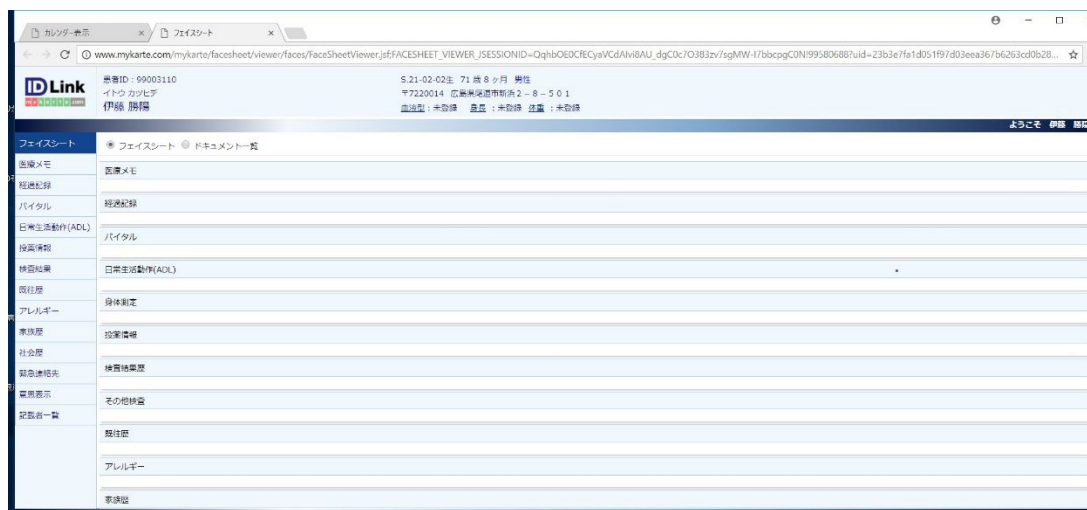 カレンダー表示
フェイスシート
www.mykarte.com/mykarte/facesheet/viewer/faces/FaceSheetViewer.jsf;FACESHEET_VIEWER_JSESSIONID=
IDLink
mykarte.com
患者ID：99003110
イトウ カツヒデ
伊藤 勝陽
S.21-02-02生 71 歳 8 ヶ月 男性
〒7220014 広島県尾道市新浜２－８－５０１
血液型：未登録 身長：未登録 体重：未登録
ようこそ 伊藤 勝陽
フェイスシート
医療メモ
経過記録
バイタル
日常生活動作(ADL)
投薬情報
検査結果
既往歴
アレルギー
家族歴
社会歴
緊急連絡先
意思表示
記載者一覧
フェイスシート ドキュメント一覧
医療メモ
経過記録
バイタル
日常生活動作(ADL)
身体測定
投薬情報
検査結果歴
その他検査
既往歴
アレルギー
家族歴